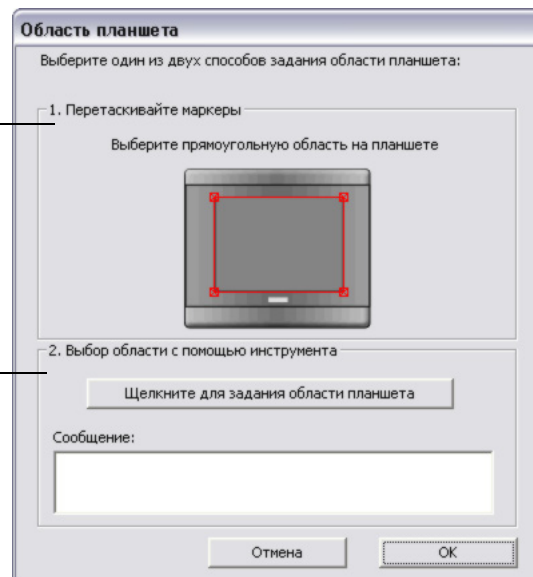 Область планшета
Выберите один из двух способов задания области планшета:
1. Перетаскивайте маркеры
Выберите прямоугольную область на планшете
2. Выбор области с помощью инструмента
Щелкните для задания области планшета
Сообщение:
Отмена
OK